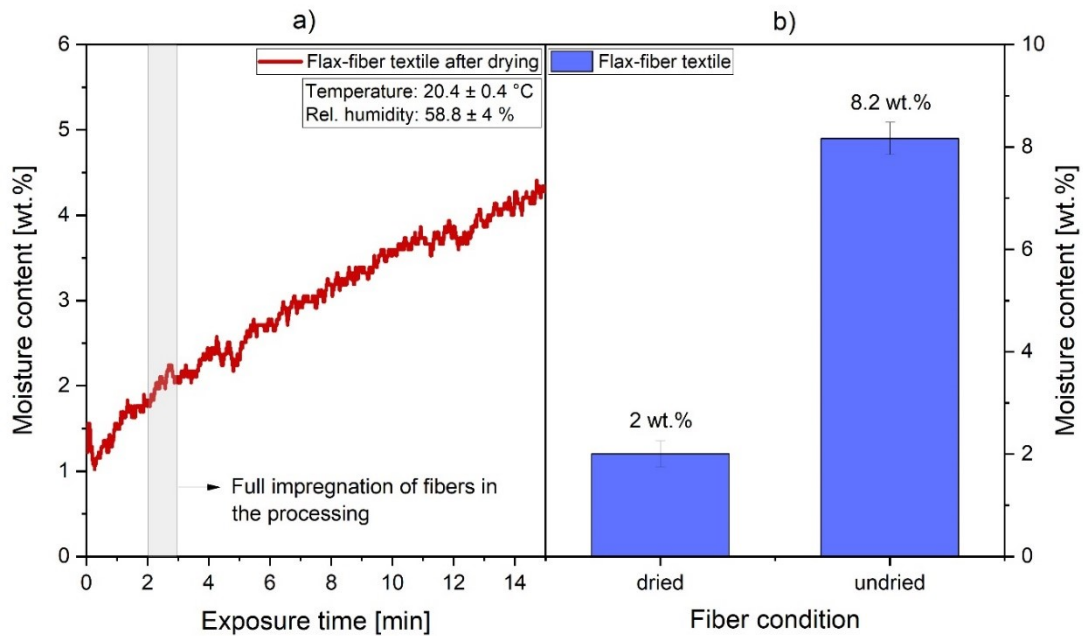 a)
b)
Flax-fiber textile after drying
Temperature: 20.4 ± 0.4 °C
Rel. humidity: 58.8 ± 4 %
Flax-fiber textile
Moisture content [wt.%]
6
5
4
3
2
1
0
Full impregnation of fibers in
the processing
0 2 4 6 8 10 12 14
Exposure time [min]
8.2 wt.%
2 wt.%
10
8
6
4
2
0
Moisture content [wt.%]
dried undried
Fiber condition